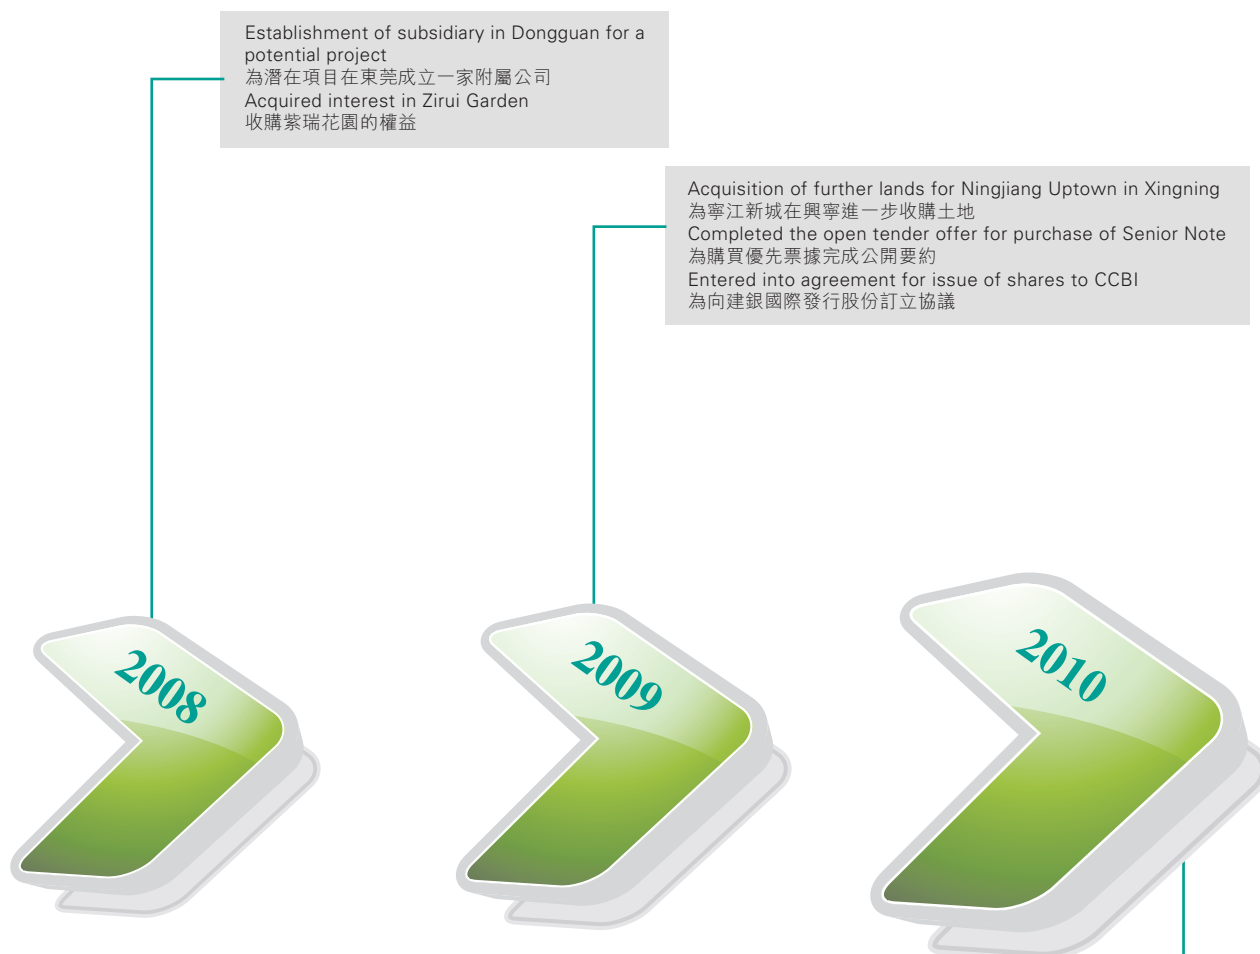 Establishment of subsidiary in Dongguan for a
potential project
為潛在項目在東莞成立一家附屬公司
Acquired interest in Zirui Garden
收購紫瑞花園的權益
Acquisition of further lands for Ningjiang Uptown in Xingning
為寧江新城在興寧進一步收購土地
Completed the open tender offer for purchase of Senior Note
為購買優先票據完成公開要約
Entered into agreement for issue of shares to CCBI
為向建銀國際發行股份訂立協議
2008
2009
2010